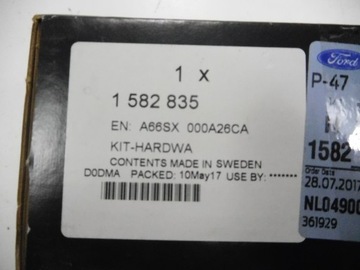 1 x
1 582 835
EN: A66SX 000A26CA
KIT-HARDWA
CONTENTS MADE IN SWEDEN
D0DMA PACKED: 10May17 USE BY: *******
Ford
P-47
1582
Order Date
28.07.2017
NL04900
361929